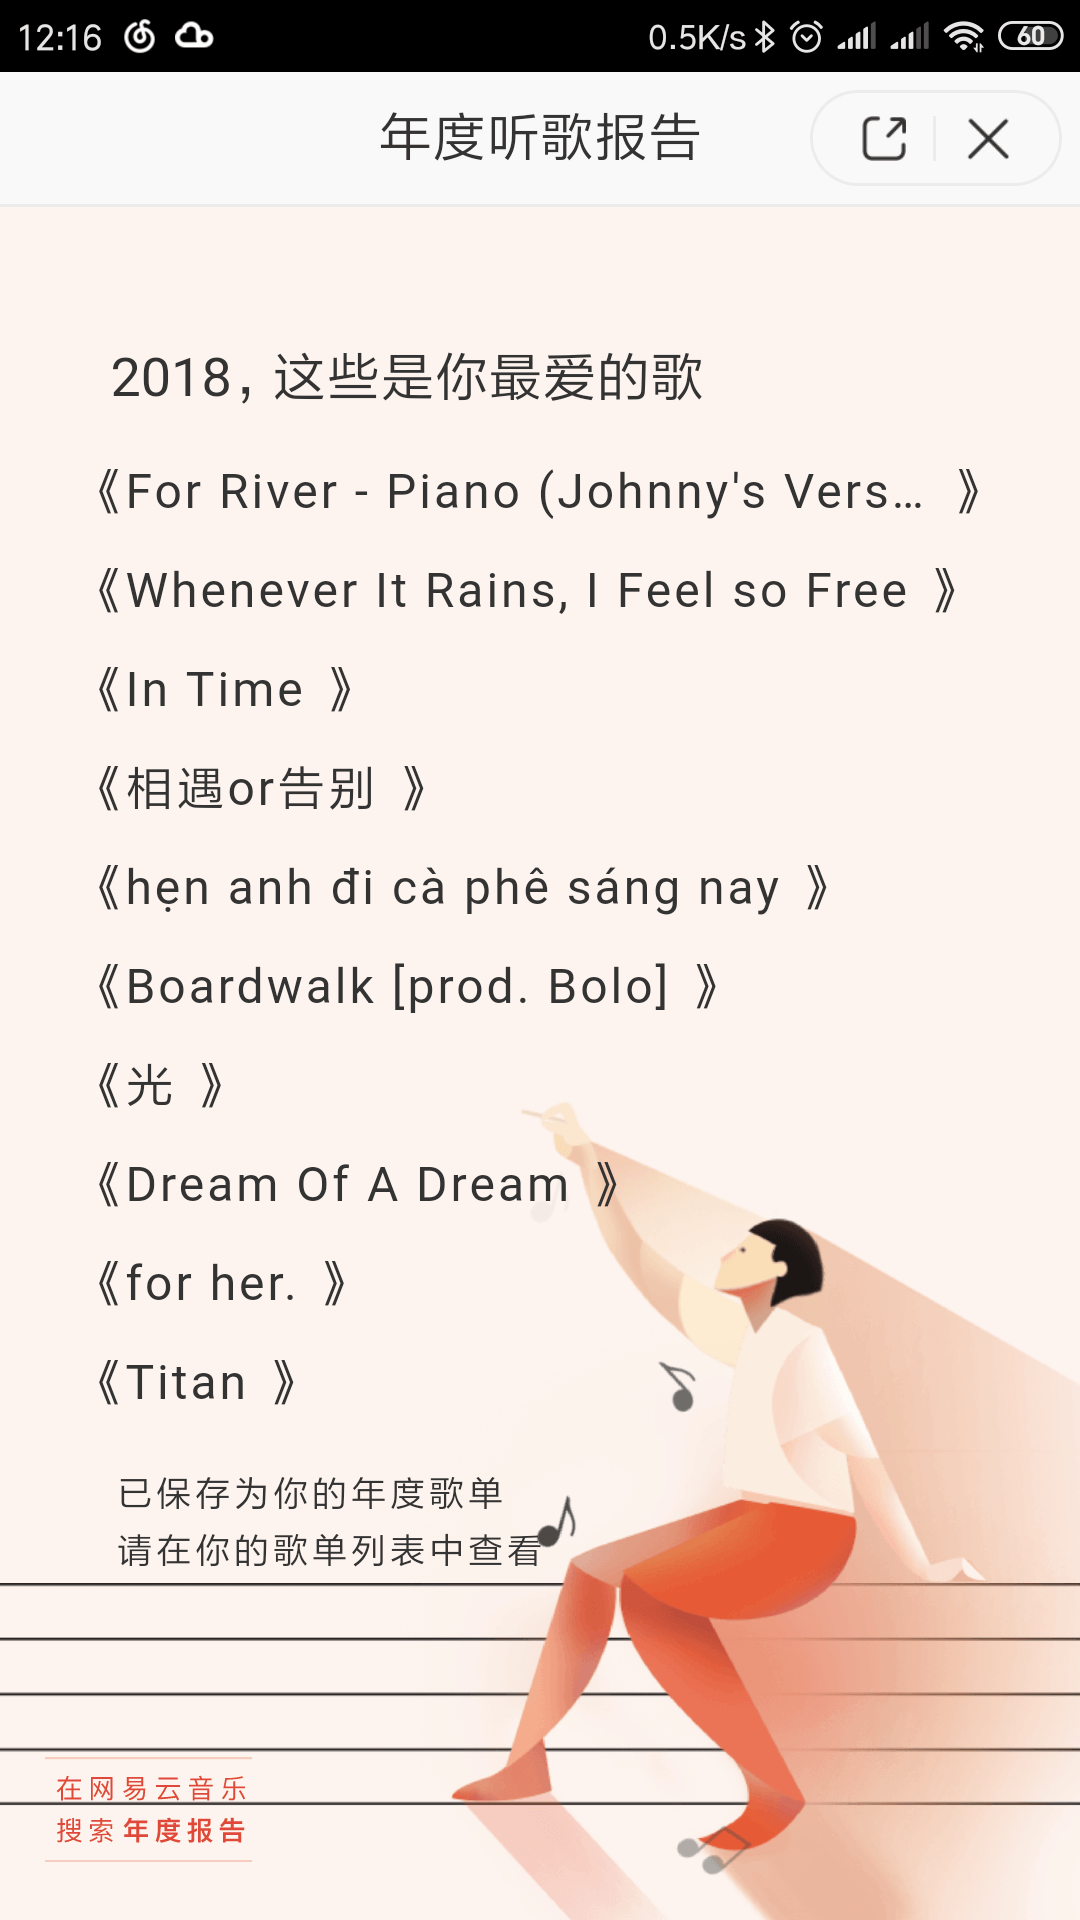 12:16 0.5K/s 60
年度听歌报告
2018，这些是你最爱的歌
《For River - Piano (Johnny's Vers... 》
《Whenever It Rains, I Feel so Free 》
《In Time 》
《相遇or告别 》
《hẹn anh đi cà phê sáng nay 》
《Boardwalk [prod. Bolo] 》
《光 》
《Dream Of A Dream 》
《for her. 》
《Titan 》
已保存为你的年度歌单
请在你的歌单列表中查看
在网易云音乐
搜索年度报告